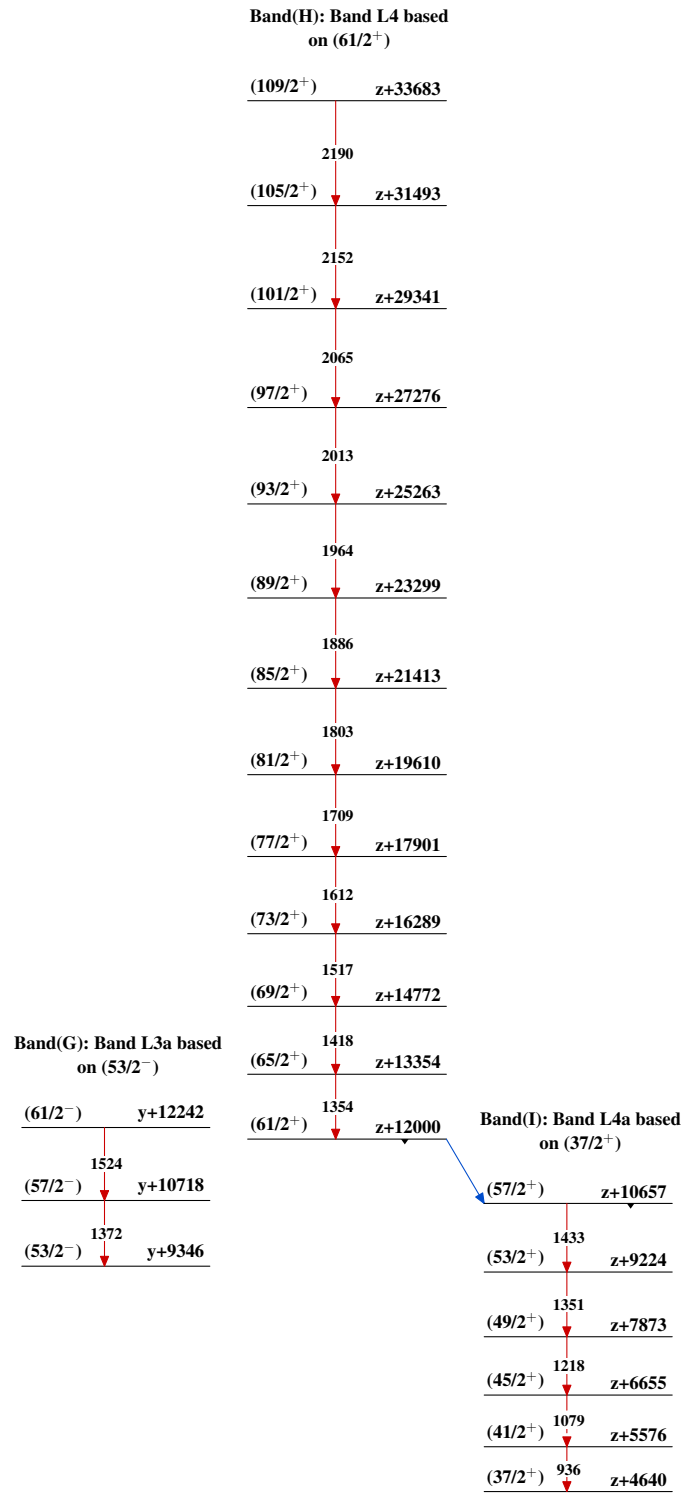 Band(H): Band L4 based
on (61/2⁺)
(109/2⁺) z+33683
2190
(105/2⁺) z+31493
2152
(101/2⁺) z+29341
2065
(97/2⁺) z+27276
2013
(93/2⁺) z+25263
1964
(89/2⁺) z+23299
1886
(85/2⁺) z+21413
1803
(81/2⁺) z+19610
1709
(77/2⁺) z+17901
1612
(73/2⁺) z+16289
1517
(69/2⁺) z+14772
1418
(65/2⁺) z+13354
1354
(61/2⁺) z+12000
Band(G): Band L3a based
on (53/2⁻)
(61/2⁻) y+12242
1524
(57/2⁻) y+10718
1372
(53/2⁻) y+9346
Band(I): Band L4a based
on (37/2⁺)
(57/2⁺) z+10657
1433
(53/2⁺) z+9224
1351
(49/2⁺) z+7873
1218
(45/2⁺) z+6655
1079
(41/2⁺) z+5576
936
(37/2⁺) z+4640